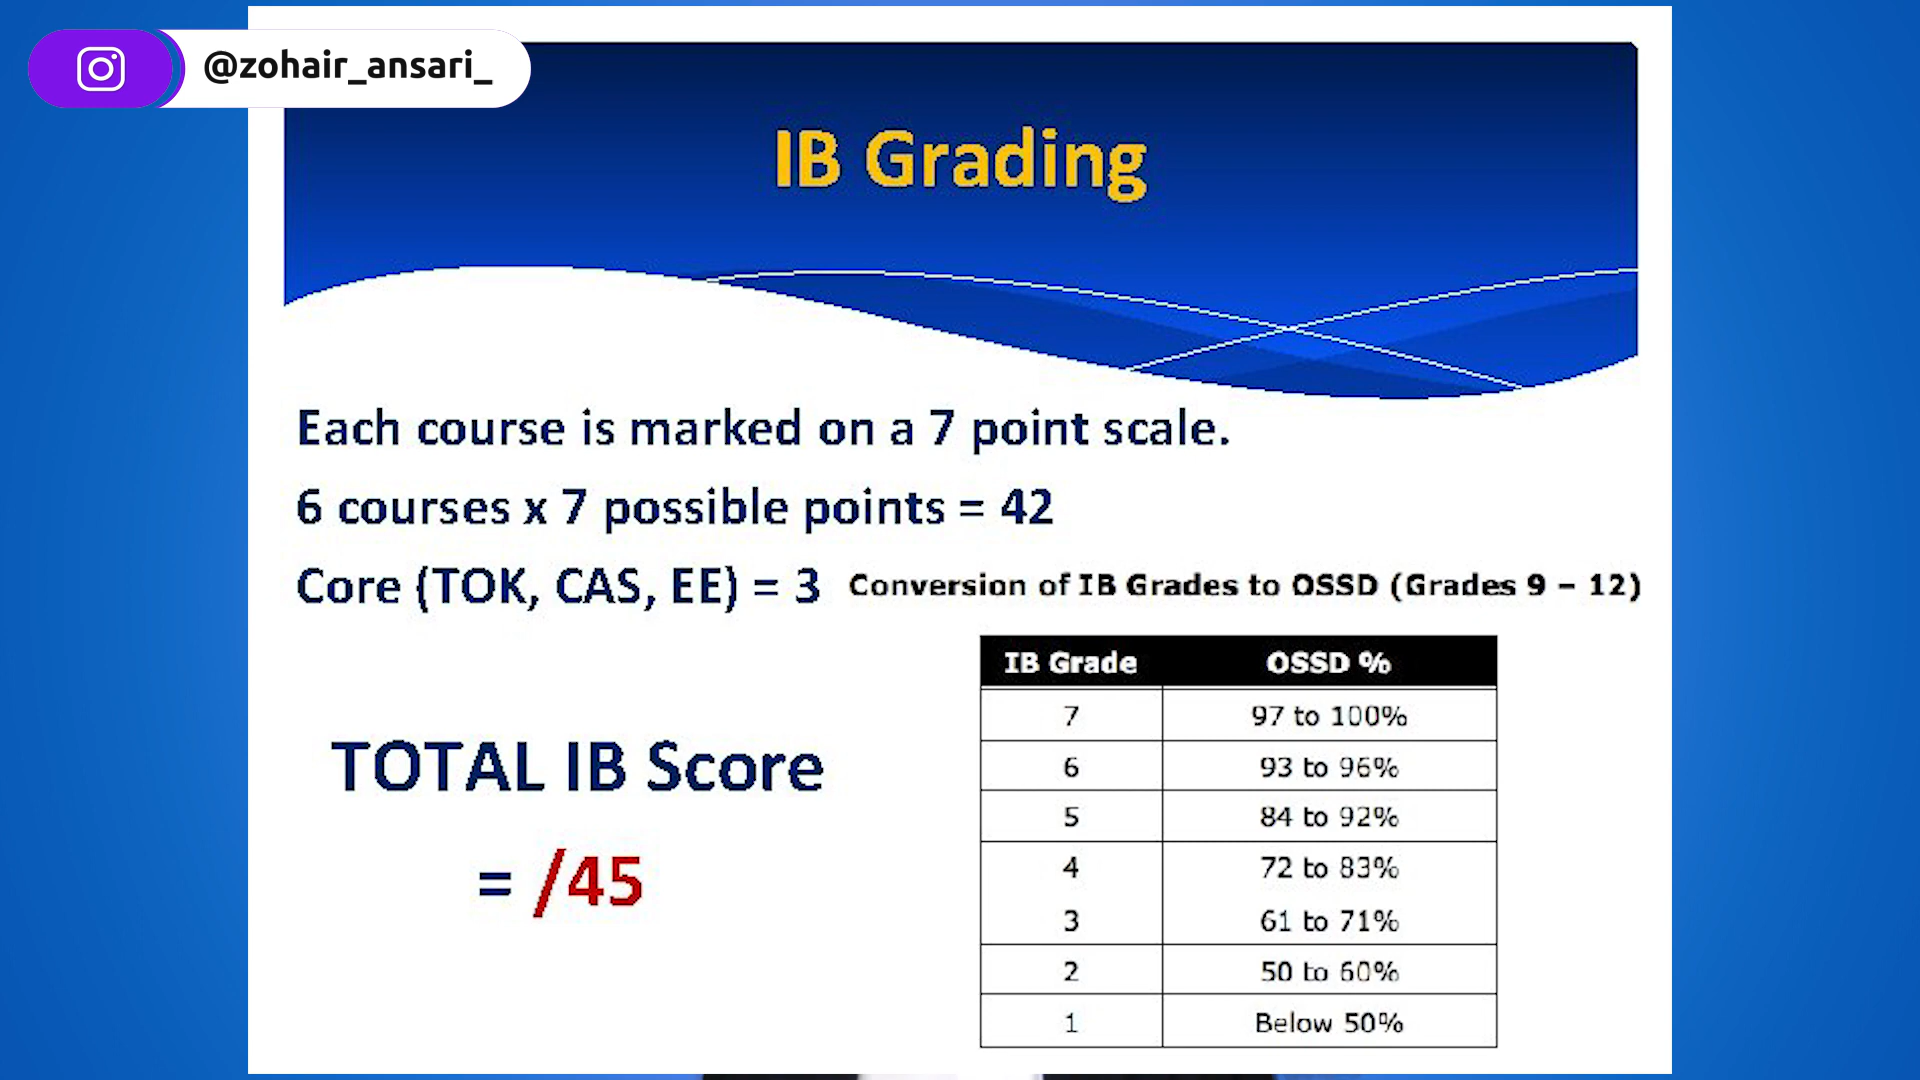 @zohair_ansari_
IB Grading
Each course is marked on a 7 point scale.
6 courses x 7 possible points = 42
Core (TOK, CAS, EE) = 3
TOTAL IB Score
= /45
Conversion of IB Grades to OSSD (Grades 9 – 12)
IB Grade OSSD %
7 97 to 100%
6 93 to 96%
5 84 to 92%
4 72 to 83%
3 61 to 71%
2 50 to 60%
1 Below 50%